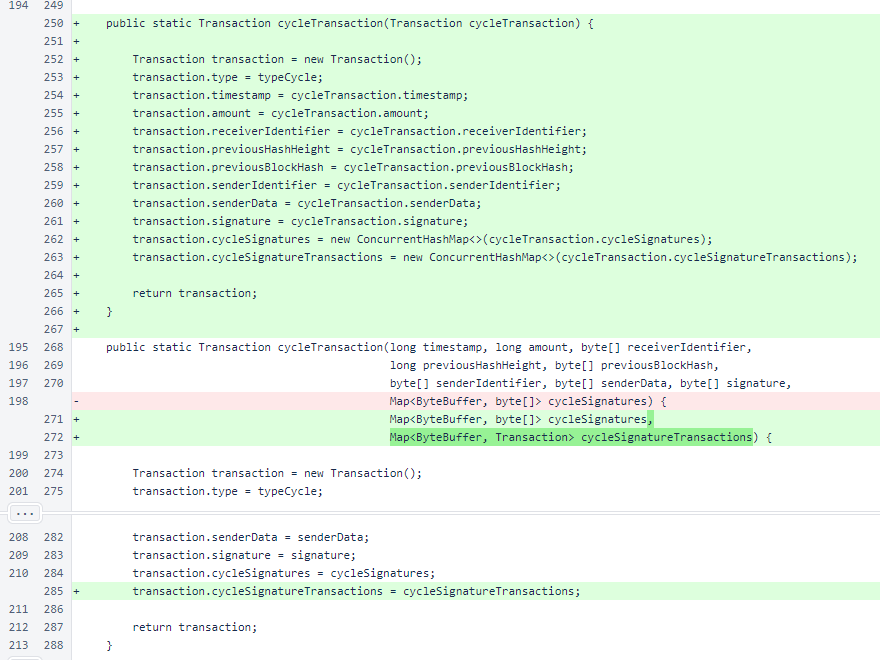 194 249
250 + public static Transaction cycleTransaction(Transaction cycleTransaction) {
251 +
252 + Transaction transaction = new Transaction();
253 + transaction.type = typeCycle;
254 + transaction.timestamp = cycleTransaction.timestamp;
255 + transaction.amount = cycleTransaction.amount;
256 + transaction.receiverIdentifier = cycleTransaction.receiverIdentifier;
257 + transaction.previousHashHeight = cycleTransaction.previousHashHeight;
258 + transaction.previousBlockHash = cycleTransaction.previousBlockHash;
259 + transaction.senderIdentifier = cycleTransaction.senderIdentifier;
260 + transaction.senderData = cycleTransaction.senderData;
261 + transaction.signature = cycleTransaction.signature;
262 + transaction.cycleSignatures = new ConcurrentHashMap<>(cycleTransaction.cycleSignatures);
263 + transaction.cycleSignatureTransactions = new ConcurrentHashMap<>(cycleTransaction.cycleSignatureTransactions);
264 +
265 + return transaction;
266 + }
267 +
195 268 public static Transaction cycleTransaction(long timestamp, long amount, byte[] receiverIdentifier,
196 269 long previousHashHeight, byte[] previousBlockHash,
197 270 byte[] senderIdentifier, byte[] senderData, byte[] signature,
198 - Map<ByteBuffer, byte[]> cycleSignatures) {
271 + Map<ByteBuffer, byte[]> cycleSignatures,
272 + Map<ByteBuffer, Transaction> cycleSignatureTransactions) {
199 273
200 274 Transaction transaction = new Transaction();
201 275 transaction.type = typeCycle;
...
208 282 transaction.senderData = senderData;
209 283 transaction.signature = signature;
210 284 transaction.cycleSignatures = cycleSignatures;
285 + transaction.cycleSignatureTransactions = cycleSignatureTransactions;
211 286
212 287 return transaction;
213 288 }